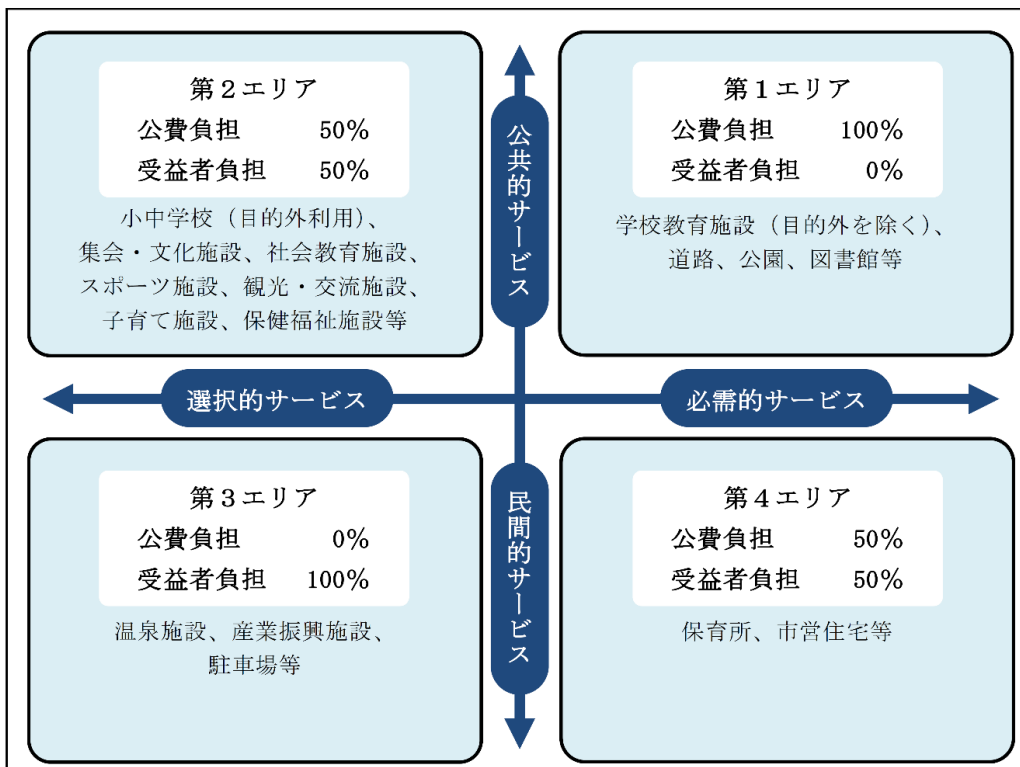 第2エリア
公費負担 50%
受益者負担 50%
小中学校(目的外利用)、
集会・文化施設、社会教育施設、
スポーツ施設、観光・交流施設、
子育て施設、保健福祉施設等
公共的サービス
第1エリア
公費負担 100%
受益者負担 0%
学校教育施設(目的外を除く)、
道路、公園、図書館等
選択的サービス
必需的サービス
第3エリア
公費負担 0%
受益者負担 100%
温泉施設、産業振興施設、
駐車場等
民間的サービス
第4エリア
公費負担 50%
受益者負担 50%
保育所、市営住宅等